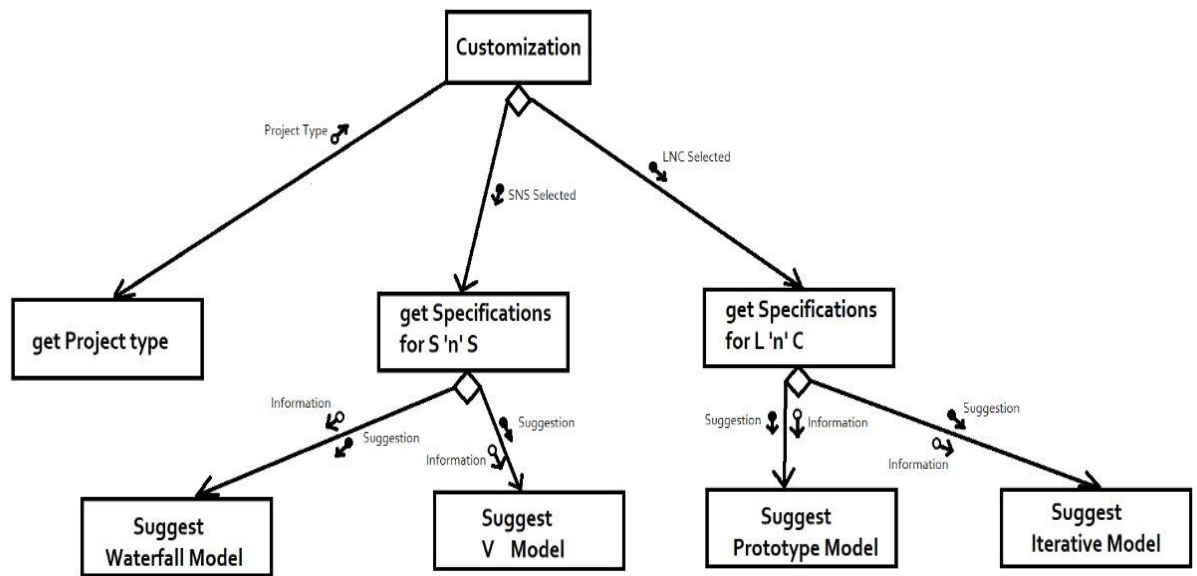 Customization
Project Type
LNC Selected
SNS Selected
get Project type
get Specifications
for S 'n' S
get Specifications
for L 'n' C
Information
Suggestion
Suggestion
Information
Suggestion
Information
Suggestion
Information
Suggest
Waterfall Model
Suggest
V Model
Suggest
Prototype Model
Suggest
Iterative Model